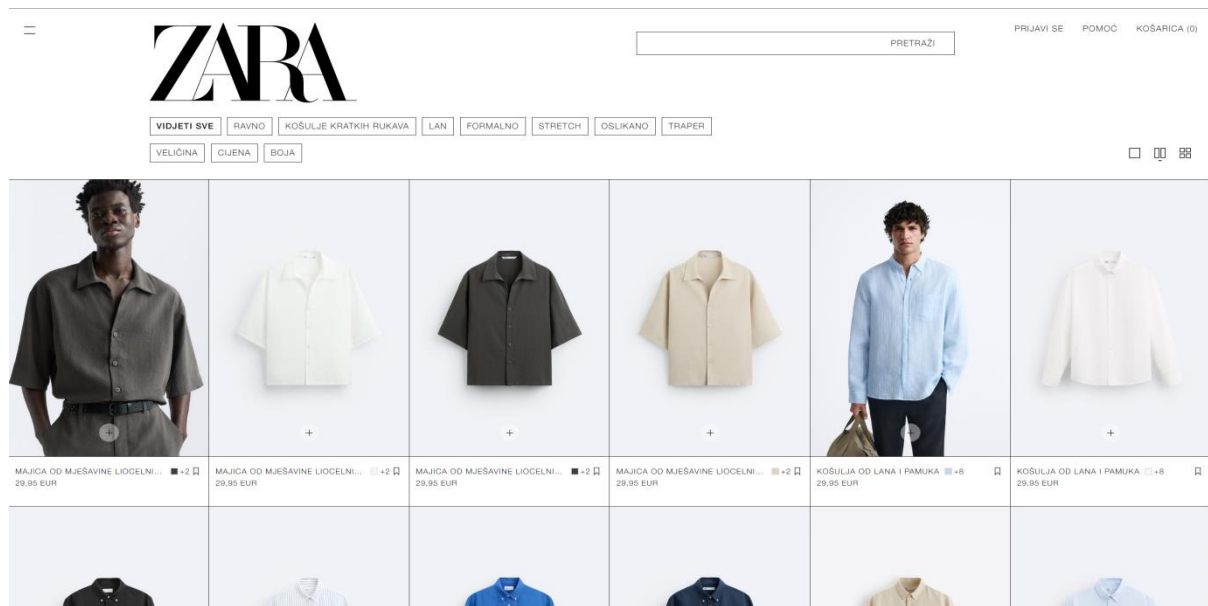 ZARA
PRETRAŽI
PRIJAVI SE POMOĆ KOŠARICA (0)
VIDJETI SVE RAVNO KOŠULJE KRATKIH RUKAVA LAN FORMALNO STRETCH OSLIKANO TRAPER
VELIČINA CIJENA BOJA
MAJICA OD MJEŠAVINE LIOCELNI... +2
29,95 EUR
MAJICA OD MJEŠAVINE LIOCELNI... +2
29,95 EUR
MAJICA OD MJEŠAVINE LIOCELNI... +2
29,95 EUR
MAJICA OD MJEŠAVINE LIOCELNI... +2
29,95 EUR
KOŠULJA OD LANA I PAMUKA +8
29,95 EUR
KOŠULJA OD LANA I PAMUKA +8
29,95 EUR